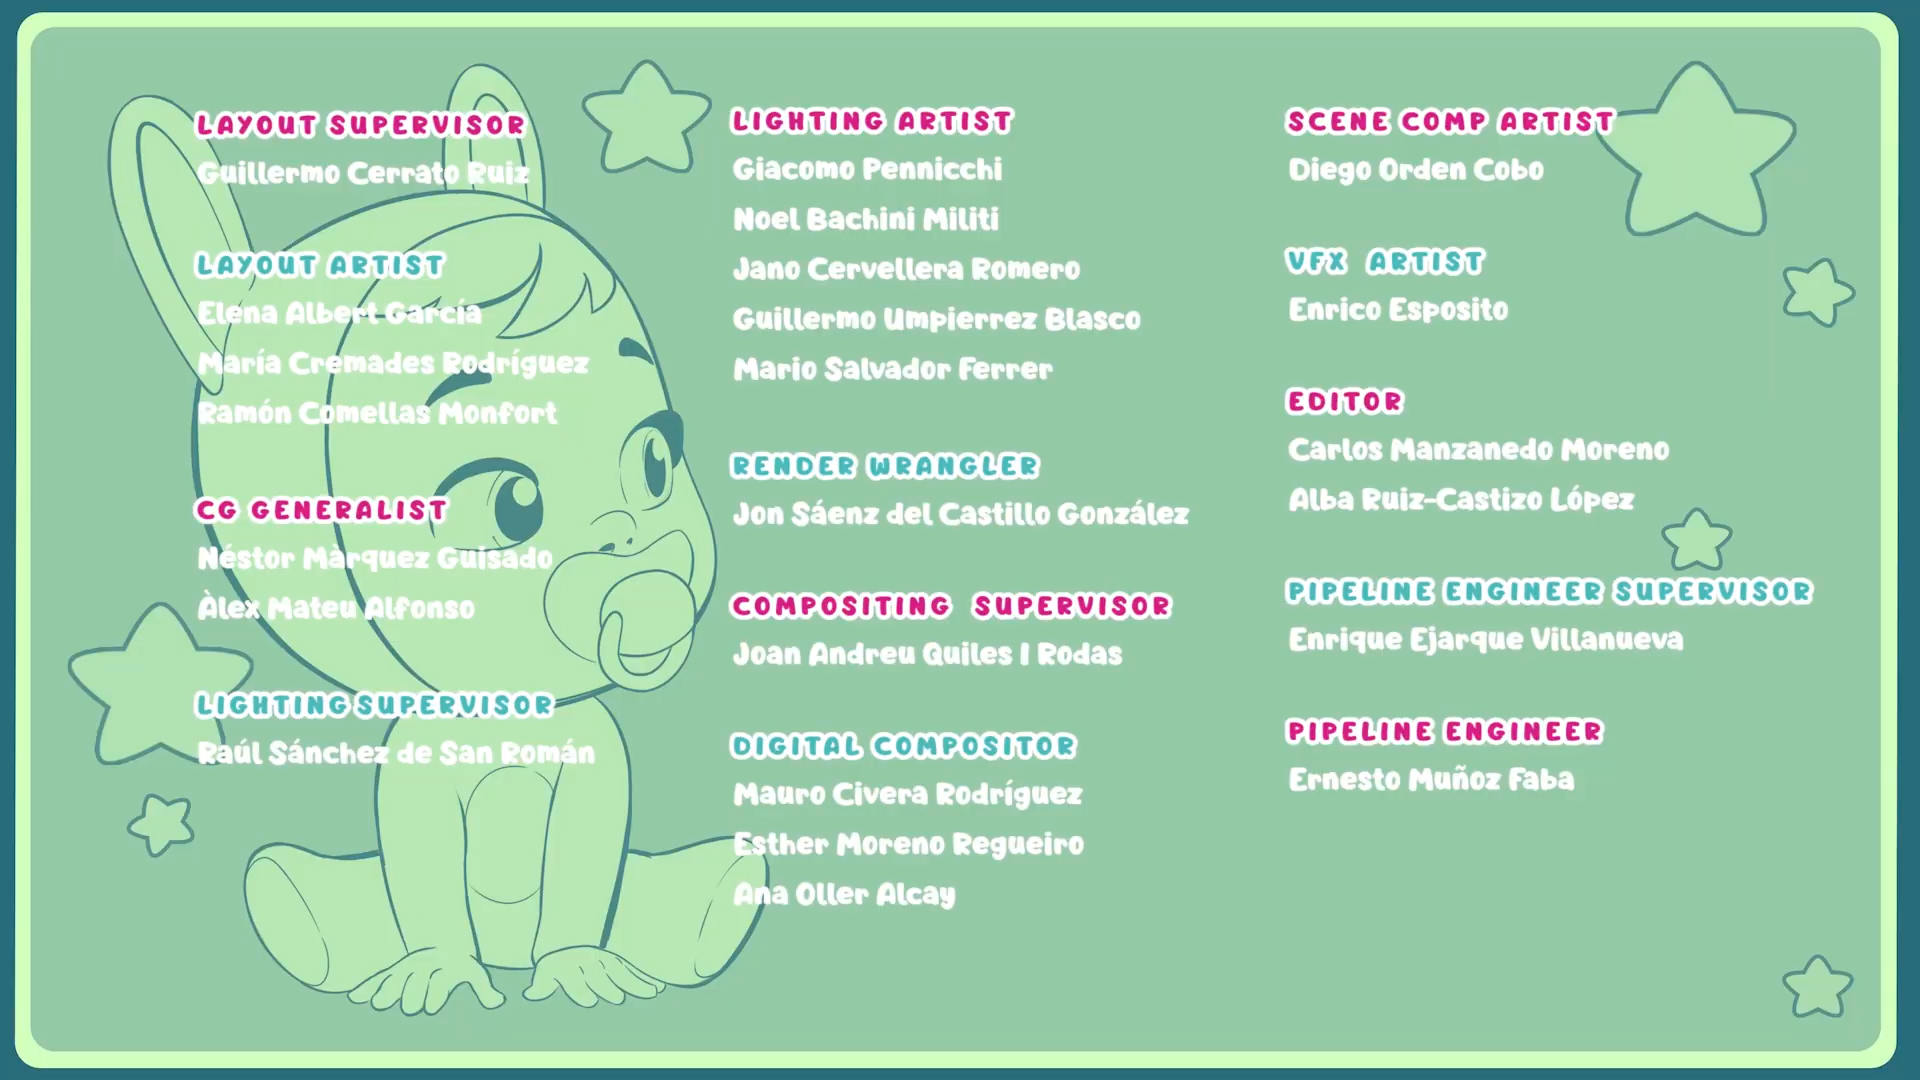 LAYOUT SUPERVISOR
Guillermo Cerrato Ruiz
LAYOUT ARTIST
Elena Albert García
María Cremades Rodríguez
Ramón Comellas Monfort
CG GENERALIST
Néstor Màrquez Guisado
Àlex Mateu Alfonso
LIGHTING SUPERVISOR
Raúl Sánchez de San Román
LIGHTING ARTIST
Giacomo Pennicchi
Noel Bachini Militi
Jano Cervellera Romero
Guillermo Umpierrez Blasco
Mario Salvador Ferrer
RENDER WRANGLER
Jon Sáenz del Castillo González
COMPOSITING SUPERVISOR
Joan Andreu Quiles I Rodas
DIGITAL COMPOSITOR
Mauro Civera Rodríguez
Esther Moreno Regueiro
Ana Oller Alcay
SCENE COMP ARTIST
Diego Orden Cobo
VFX ARTIST
Enrico Esposito
EDITOR
Carlos Manzanedo Moreno
Alba Ruiz-Castizo López
PIPELINE ENGINEER SUPERVISOR
Enrique Ejarque Villanueva
PIPELINE ENGINEER
Ernesto Muñoz Faba